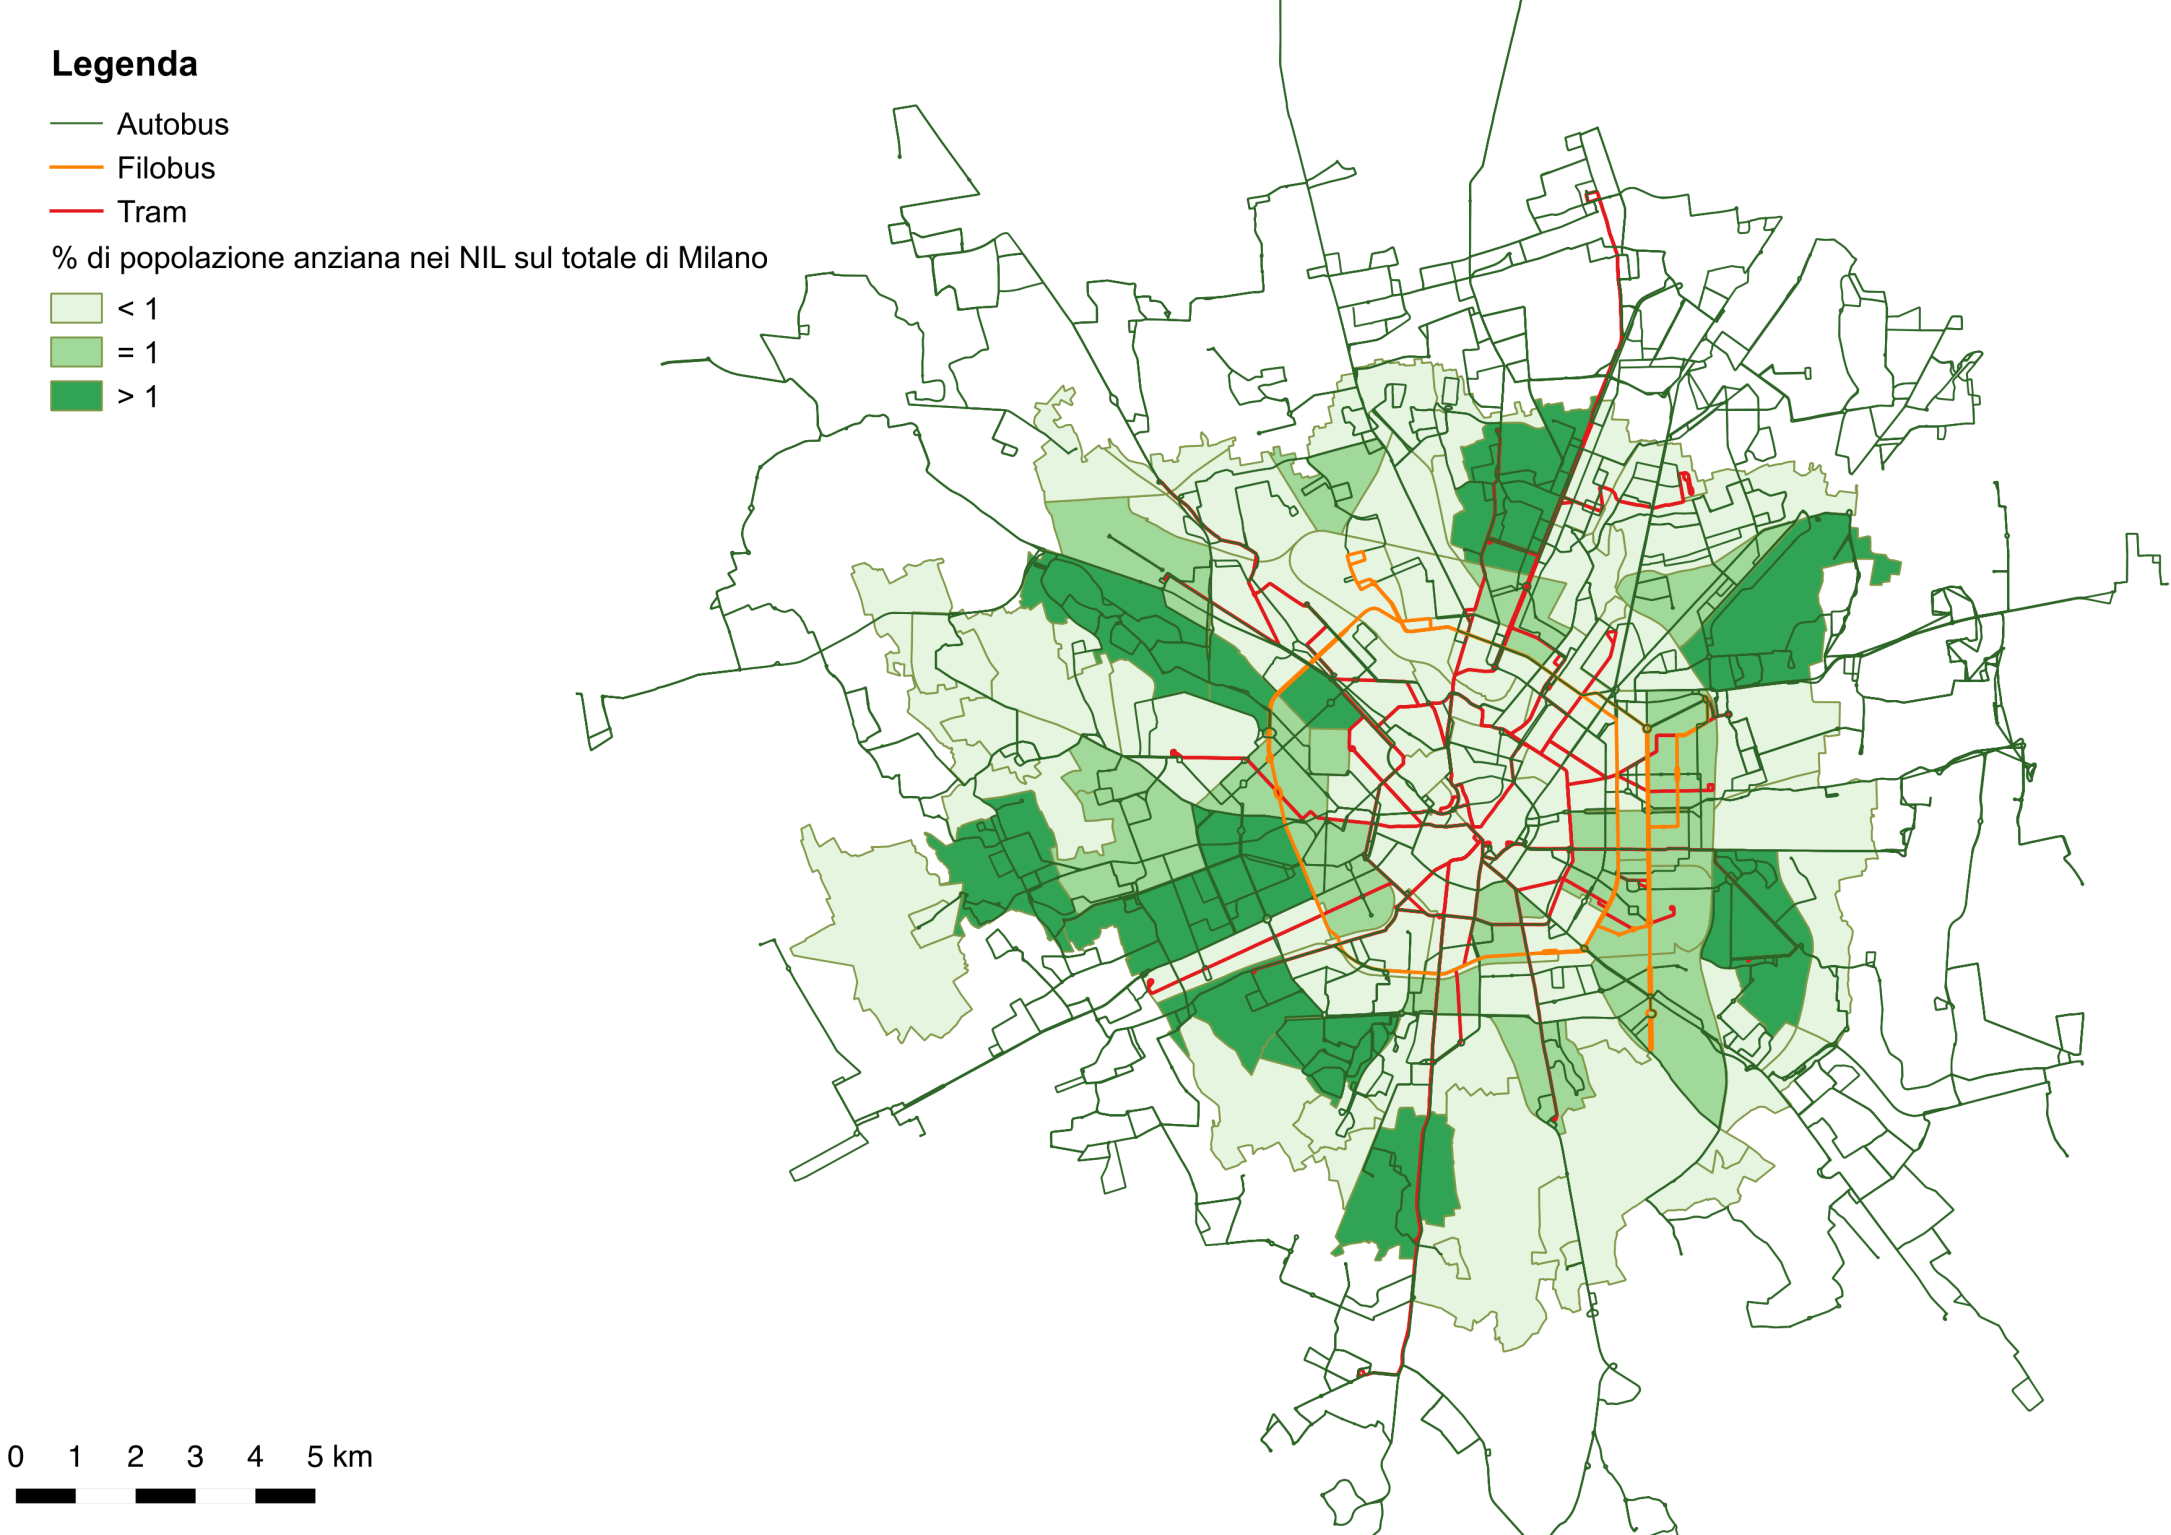 Legenda
Autobus
Filobus
Tram
% di popolazione anziana nei NIL sul totale di Milano
< 1
= 1
> 1
0 1 2 3 4 5 km